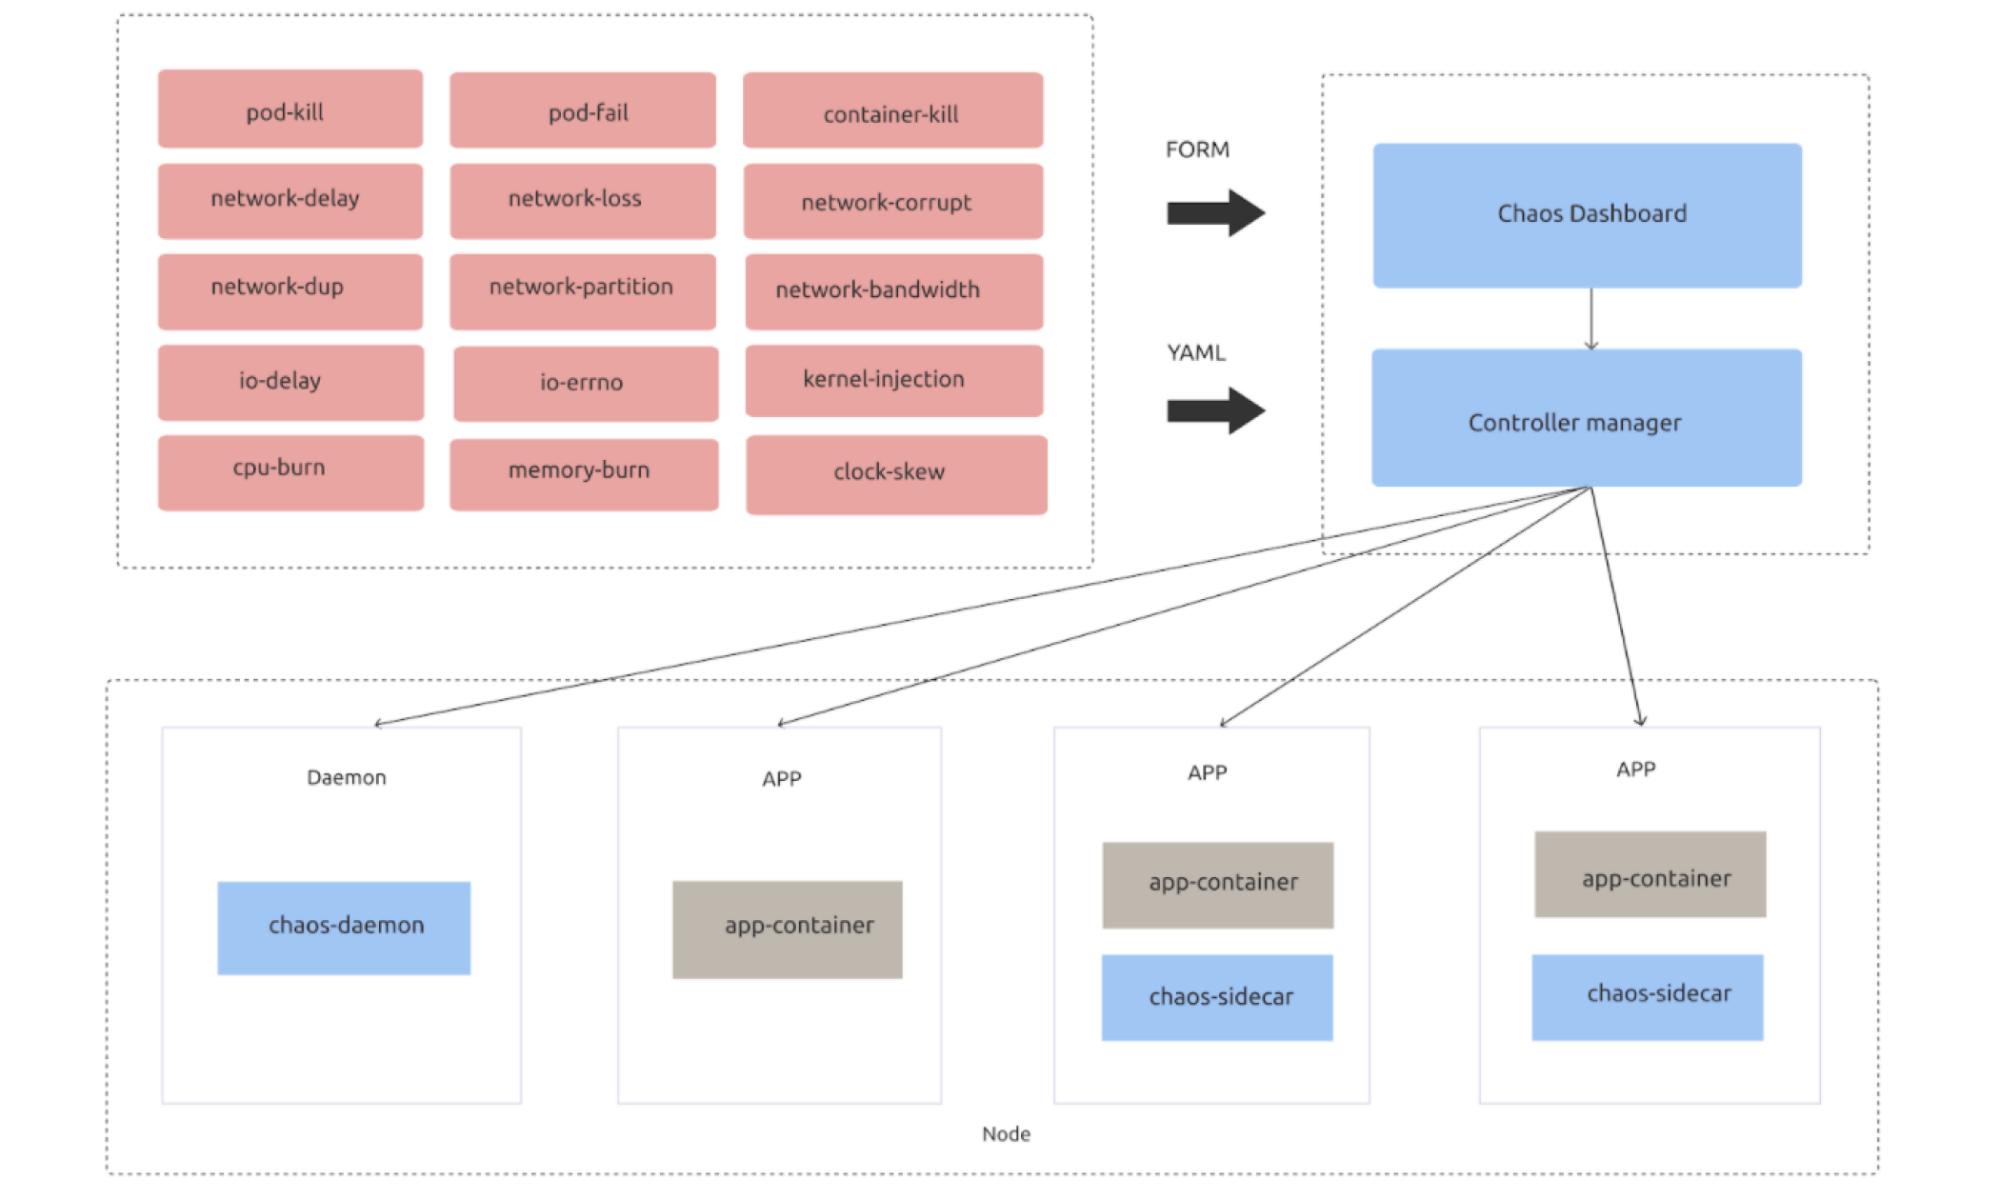 pod-kill
pod-fail
container-kill
network-delay
network-loss
network-corrupt
network-dup
network-partition
network-bandwidth
io-delay
io-errno
kernel-injection
cpu-burn
memory-burn
clock-skew
FORM
YAML
Chaos Dashboard
Controller manager
Daemon
chaos-daemon
APP
app-container
APP
app-container
chaos-sidecar
APP
app-container
chaos-sidecar
Node